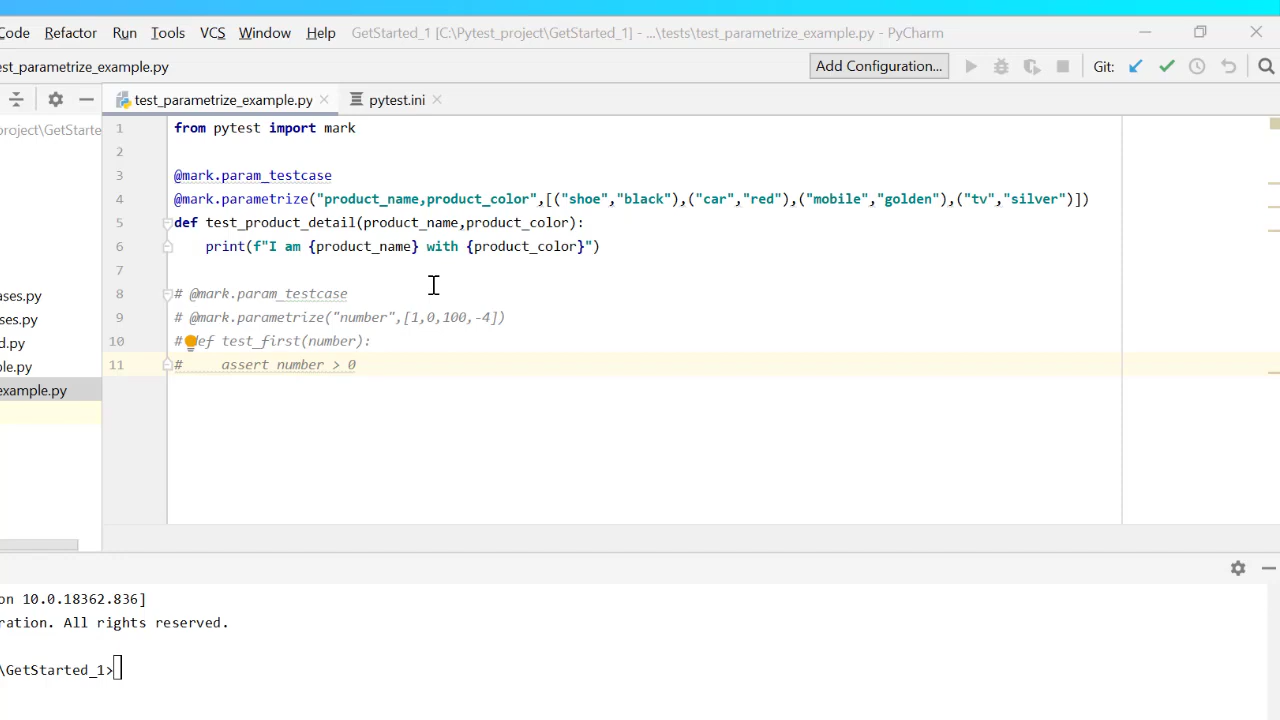 Code Refactor Run Tools VCS Window Help GetStarted_1 [C:\Pytest_project\GetStarted_1] - ...\tests\test_parametrize_example.py - PyCharm
est_parametrize_example.py Add Configuration... Git:
test_parametrize_example.py pytest.ini
project\GetStarte
1 from pytest import mark
2
3 @mark.param_testcase
4 @mark.parametrize("product_name,product_color",[("shoe","black"),("car","red"),("mobile","golden"),("tv","silver")])
5 def test_product_detail(product_name,product_color):
6 print(f"I am {product_name} with {product_color}")
7
ases.py
8 # @mark.param_testcase
ses.py
9 # @mark.parametrize("number",[1,0,100,-4])
d.py
10 # def test_first(number):
le.py
11 # assert number > 0
example.py
on 10.0.18362.836]
ration. All rights reserved.
\GetStarted_1>